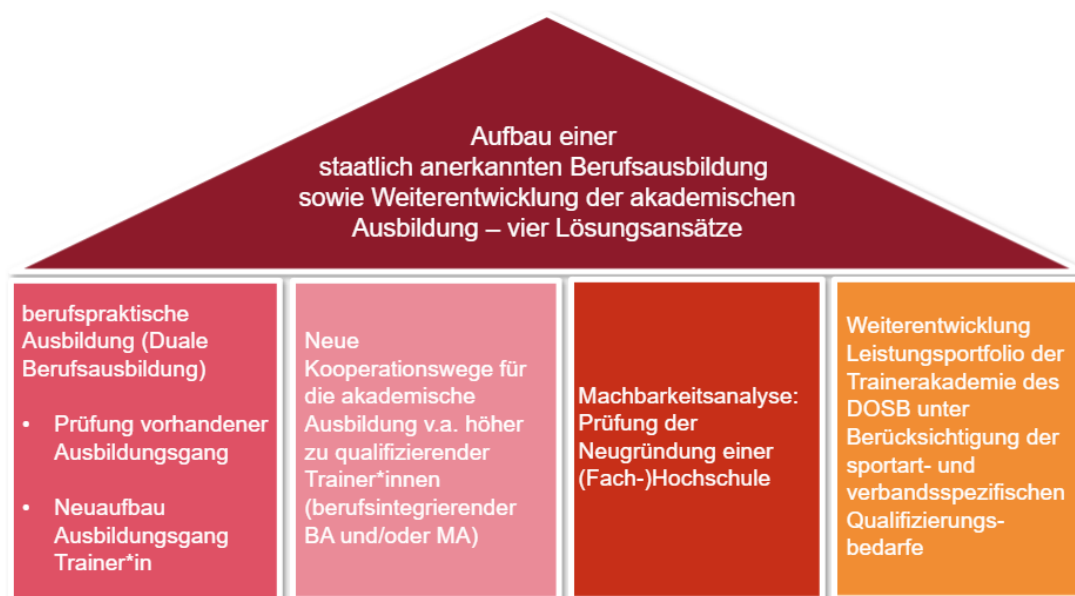 Aufbau einer
staatlich anerkannten Berufsausbildung
sowie Weiterentwicklung der akademischen
Ausbildung – vier Lösungsansätze
berufspraktische
Ausbildung (Duale
Berufsausbildung)
• Prüfung vorhandener
Ausbildungsgang
• Neuaufbau
Ausbildungsgang
Trainer*in
Neue
Kooperationswege für
die akademische
Ausbildung v.a. höher
zu qualifizierender
Trainer*innen
(berufsintegrierender
BA und/oder MA)
Machbarkeitsanalyse:
Prüfung der
Neugründung einer
(Fach-)Hochschule
Weiterentwicklung
Leistungsportfolio der
Trainerakademie des
DOSB unter
Berücksichtigung der
sportart- und
verbandsspezifischen
Qualifizierungs-
bedarfe